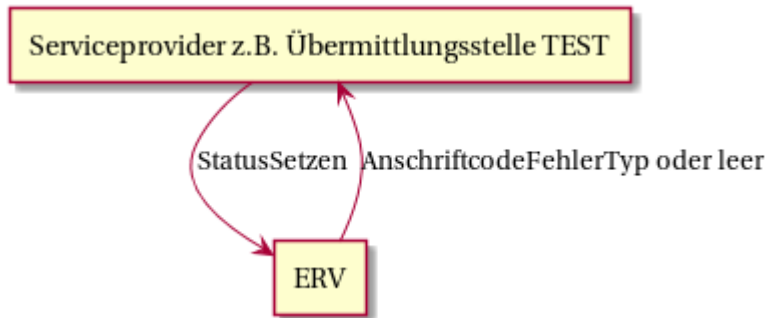 Serviceprovider z.B. Übermittlungsstelle TEST
StatusSetzen
AnschriftcodeFehlerTyp oder leer
ERV